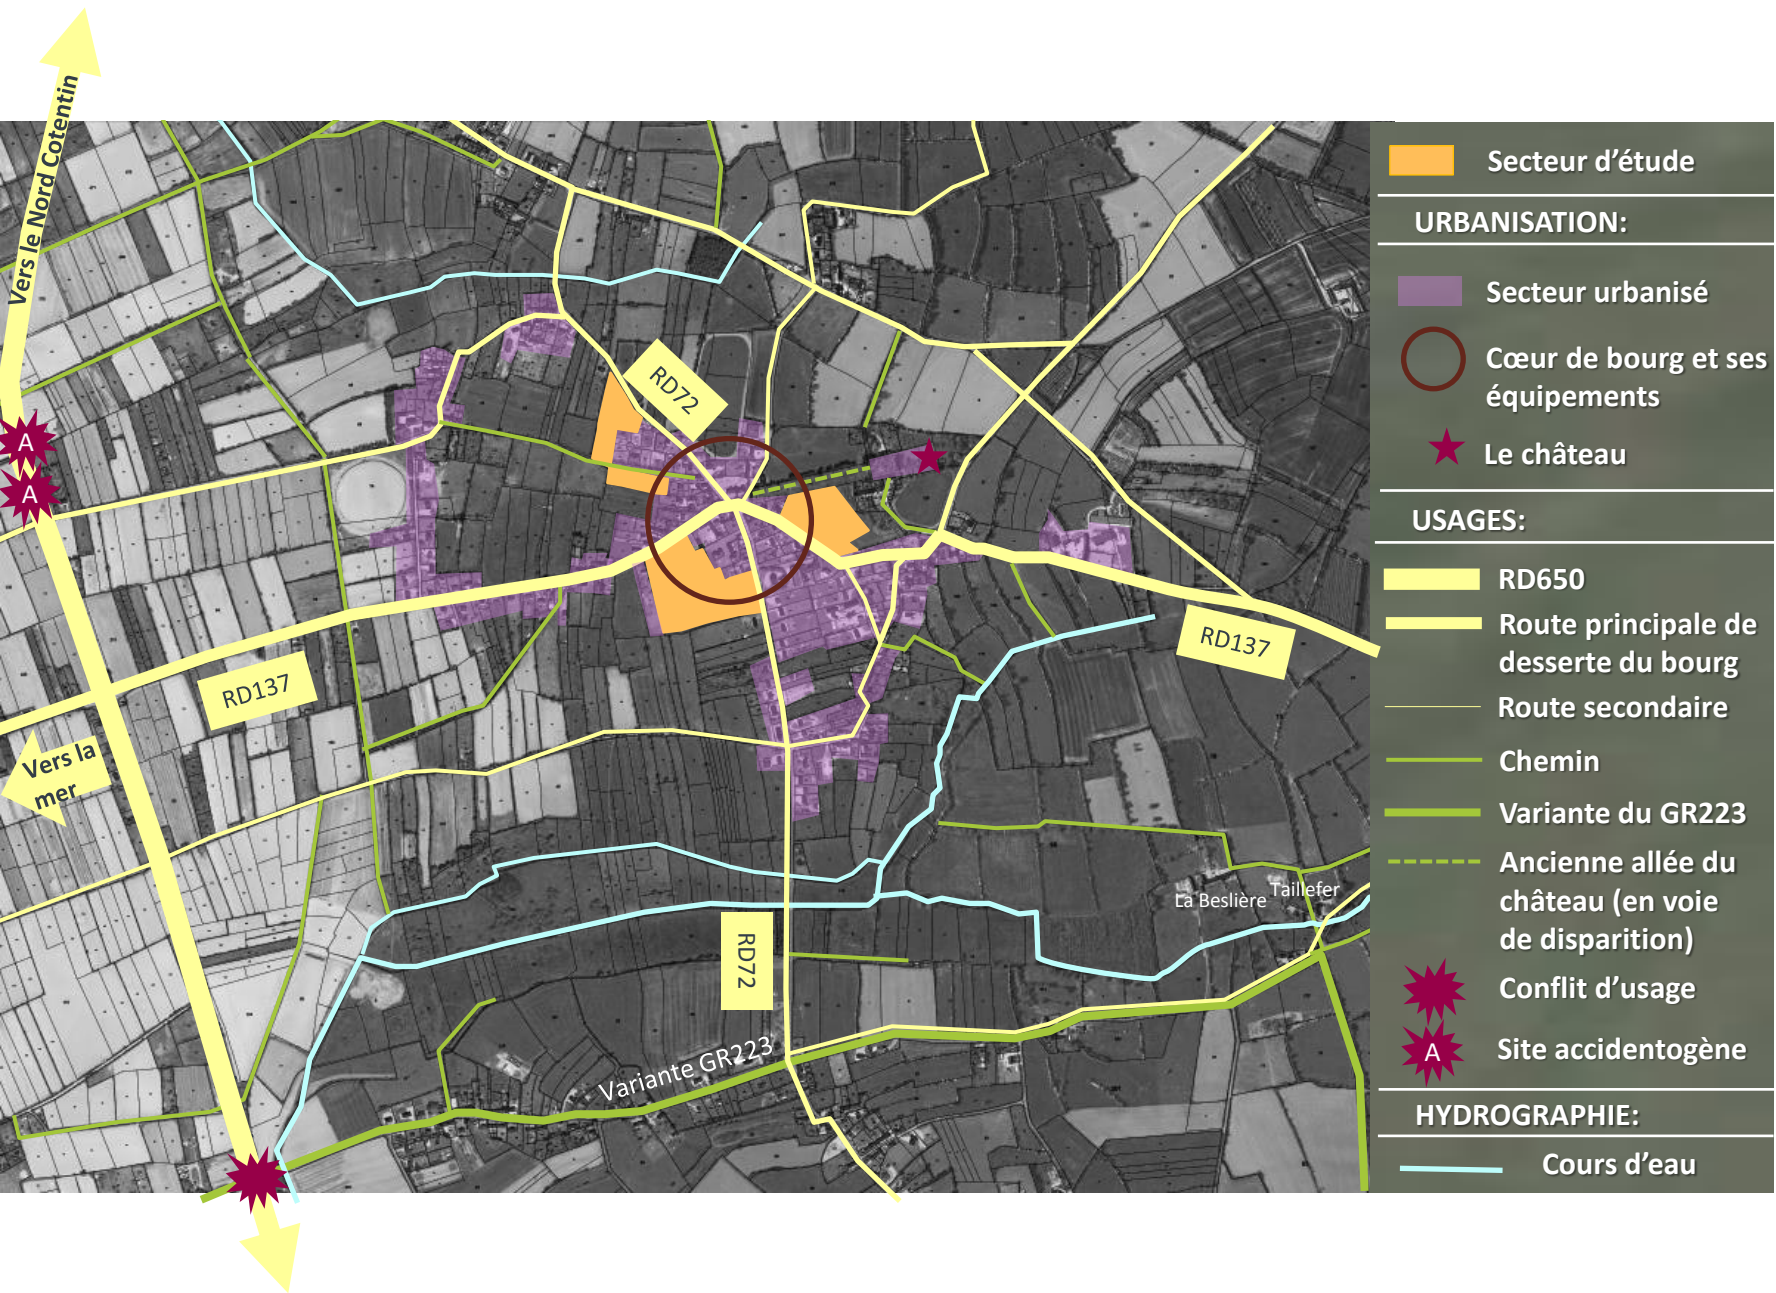 Vers le Nord Cotentin
A
A
RD72
RD137
RD137
Vers la
mer
La Beslière
Taillefer
RD72
Variante GR223
Secteur d'étude
URBANISATION:
Secteur urbanisé
Cœur de bourg et ses
équipements
Le château
USAGES:
RD650
Route principale de
desserte du bourg
Route secondaire
Chemin
Variante du GR223
Ancienne allée du
château (en voie
de disparition)
Conflit d'usage
A
Site accidentogène
HYDROGRAPHIE:
Cours d'eau